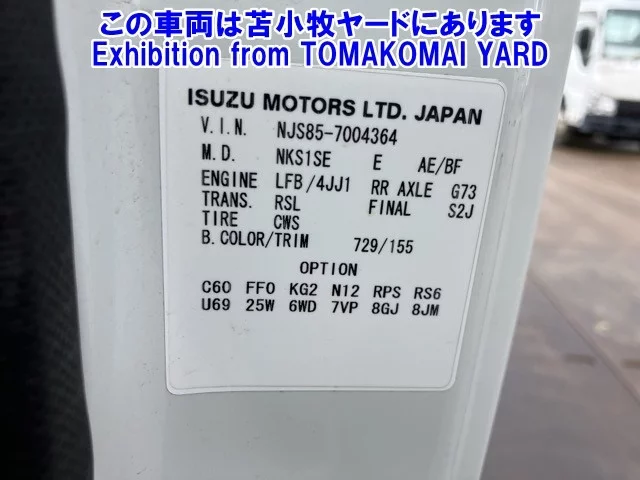 この車両は苫小牧ヤードにあります
Exhibition from TOMAKOMAI YARD
ISUZU MOTORS LTD. JAPAN
V.I.N. NJS85-7004364
M.D. NKS1SE E AE/BF
ENGINE LFB/4JJ1 RR AXLE G73
TRANS. RSL FINAL S2J
TIRE CWS
B.COLOR/TRIM 729/155
OPTION
C60 FF0 KG2 N12 RPS RS6
U69 25W 6WD 7VP 8GJ 8JM